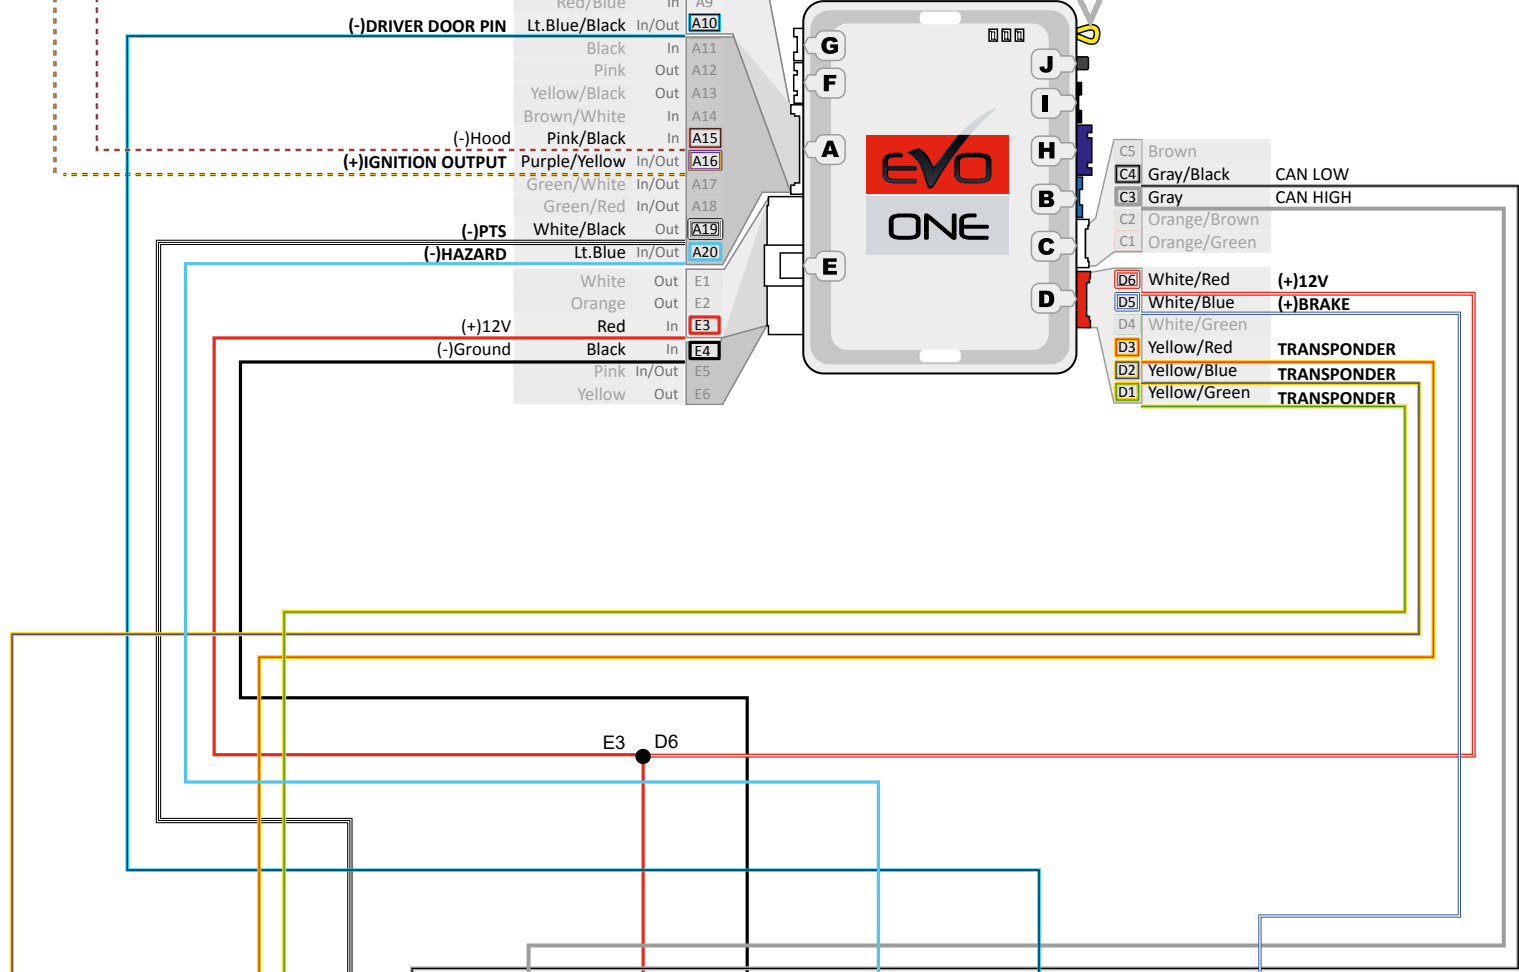 Red/Blue In A9
(-)DRIVER DOOR PIN Lt.Blue/Black In/Out A10
Black In A11
Pink Out A12
Yellow/Black Out A13
Brown/White In A14
(-)Hood Pink/Black In A15
(+)IGNITION OUTPUT Purple/Yellow In/Out A16
Green/White In/Out A17
Green/Red In/Out A18
(-)PTS White/Black Out A19
(-)HAZARD Lt.Blue In/Out A20
White Out E1
Orange Out E2
(+)12V Red In E3
(-)Ground Black In E4
Pink In/Out E5
Yellow Out E6
G
F
A
E
J
I
H
B
C
D
EVO
ONE
C5 Brown
C4 Gray/Black CAN LOW
C3 Gray CAN HIGH
C2 Orange/Brown
C1 Orange/Green
D6 White/Red (+)12V
D5 White/Blue (+)BRAKE
D4 White/Green
D3 Yellow/Red TRANSPONDER
D2 Yellow/Blue TRANSPONDER
D1 Yellow/Green TRANSPONDER
E3 D6